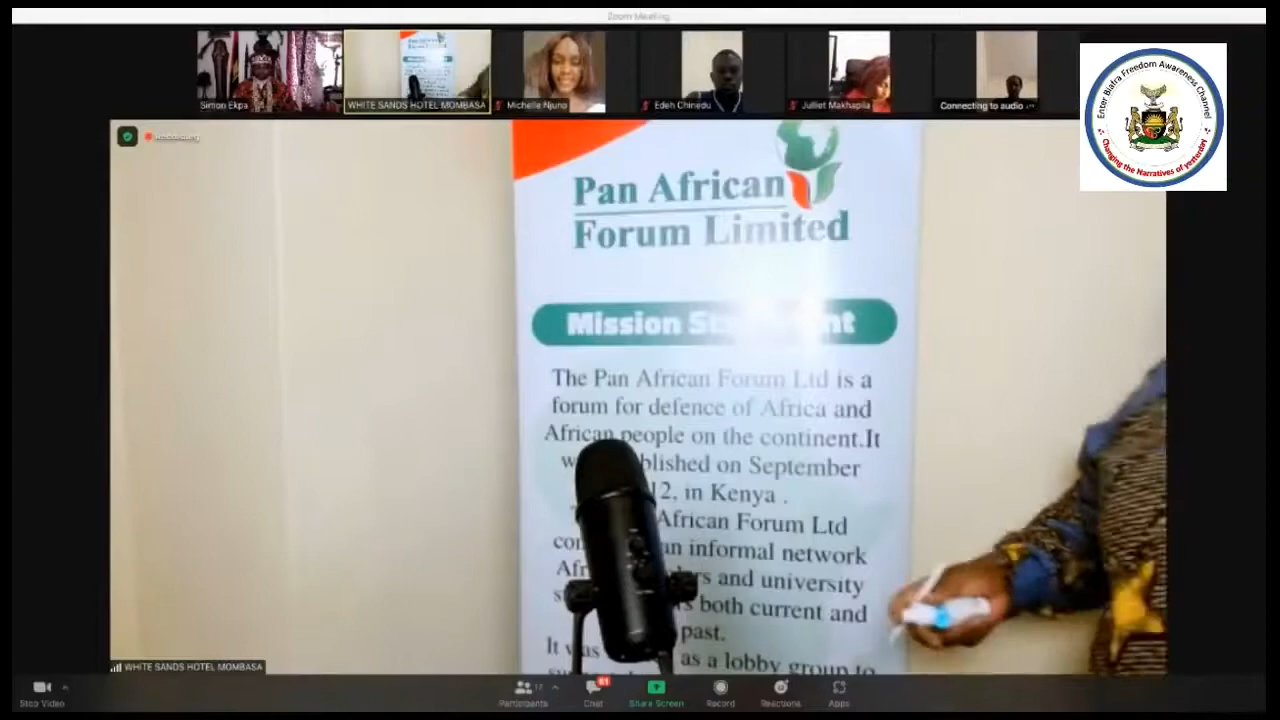 Zoom Meeting
Simon Ekpa
WHITE SANDS HOTEL MOMBASA
Michelle Njuno
Edeh Chinedu
Julliet Makhapila
Connecting to audio
Enter Biafra Freedom Awareness Channel
Changing the Narratives of yesterday
Pan African
Forum Limited
Mission
The Pan African Forum Ltd is a
forum for defence of Africa and
African people on the continent.It
on September
12, in Kenya .
African Forum Ltd
informal network
and university
both current and
past.
It
as a lobby group to
WHITE SANDS HOTEL MOMBASA
Stop Video
Participants
17
Chat
81
Share Screen
Record
Reactions
Apps